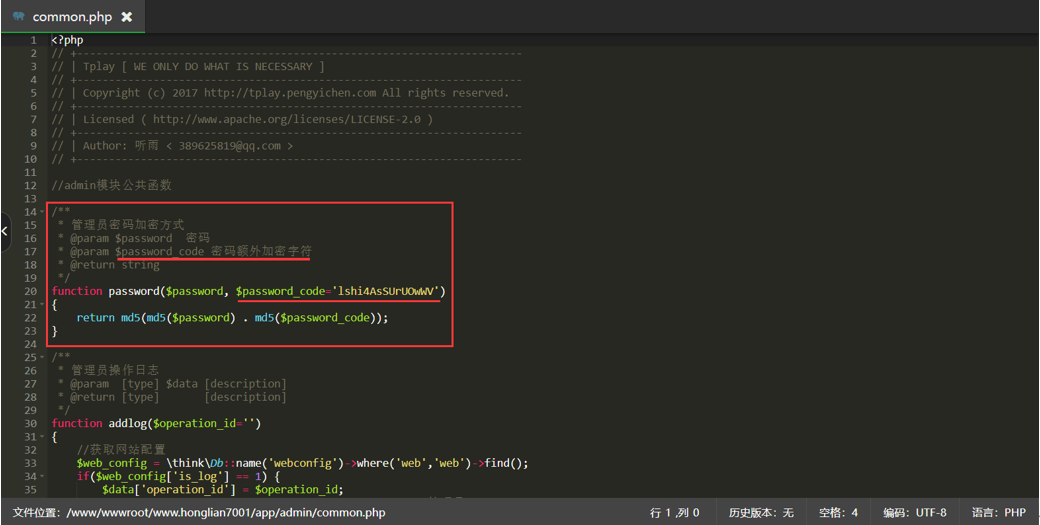 common.php ✖
1 <?php
2 // +----------------------------------------------------------------------
3 // | Tplay [ WE ONLY DO WHAT IS NECESSARY ]
4 // +----------------------------------------------------------------------
5 // | Copyright (c) 2017 http://tplay.pengyichen.com All rights reserved.
6 // +----------------------------------------------------------------------
7 // | Licensed ( http://www.apache.org/licenses/LICENSE-2.0 )
8 // +----------------------------------------------------------------------
9 // | Author: 听雨 < 389625819@qq.com >
10 // +----------------------------------------------------------------------
11
12 //admin模块公共函数
13
14 /**
15 * 管理员密码加密方式
16 * @param $password 密码
17 * @param $password_code 密码额外加密字符
18 * @return string
19 */
20 function password($password, $password_code='lshi4AsSUrUOwWV')
21 {
22 return md5(md5($password) . md5($password_code));
23 }
24
25 /**
26 * 管理员操作日志
27 * @param [type] $data [description]
28 * @return [type] [description]
29 */
30 function addlog($operation_id='')
31 {
32 //获取网站配置
33 $web_config = \think\Db::name('webconfig')->where('web','web')->find();
34 if($web_config['is_log'] == 1) {
35 $data['operation_id'] = $operation_id;
文件位置: /www/wwwroot/www.honglian7001/app/admin/common.php 行 1 ,列 0 历史版本: 无 空格: 4 编码: UTF-8 语言: PHP